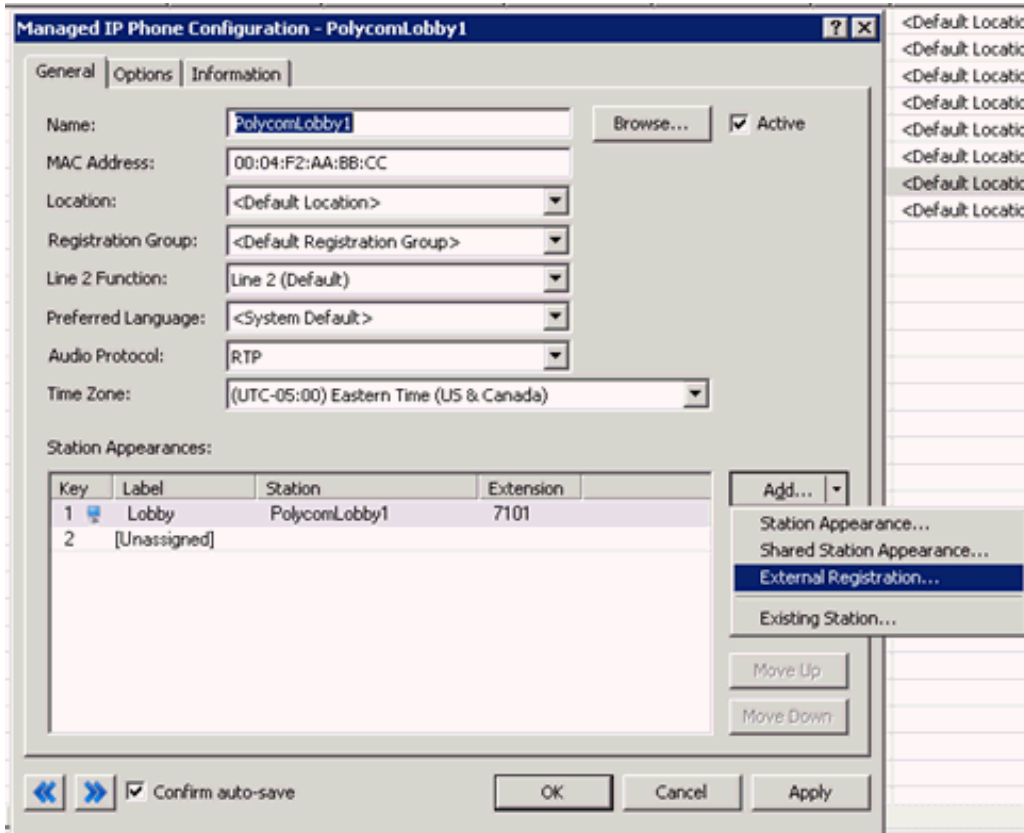 Managed IP Phone Configuration - PolycomLobby1
General Options Information
Name: PolycomLobby1 Browse... Active
MAC Address: 00:04:F2:AA:BB:CC
Location: <Default Location>
Registration Group: <Default Registration Group>
Line 2 Function: Line 2 (Default)
Preferred Language: <System Default>
Audio Protocol: RTP
Time Zone: (UTC-05:00) Eastern Time (US & Canada)
Station Appearances:
Key Label Station Extension
1 Lobby PolycomLobby1 7101
2 [Unassigned]
Add...
Station Appearance...
Shared Station Appearance...
External Registration...
Existing Station...
Move Up
Move Down
Confirm auto-save OK Cancel Apply
<Default Locatio
<Default Locatio
<Default Locatio
<Default Locatio
<Default Locatio
<Default Locatio
<Default Locatio
<Default Locatio